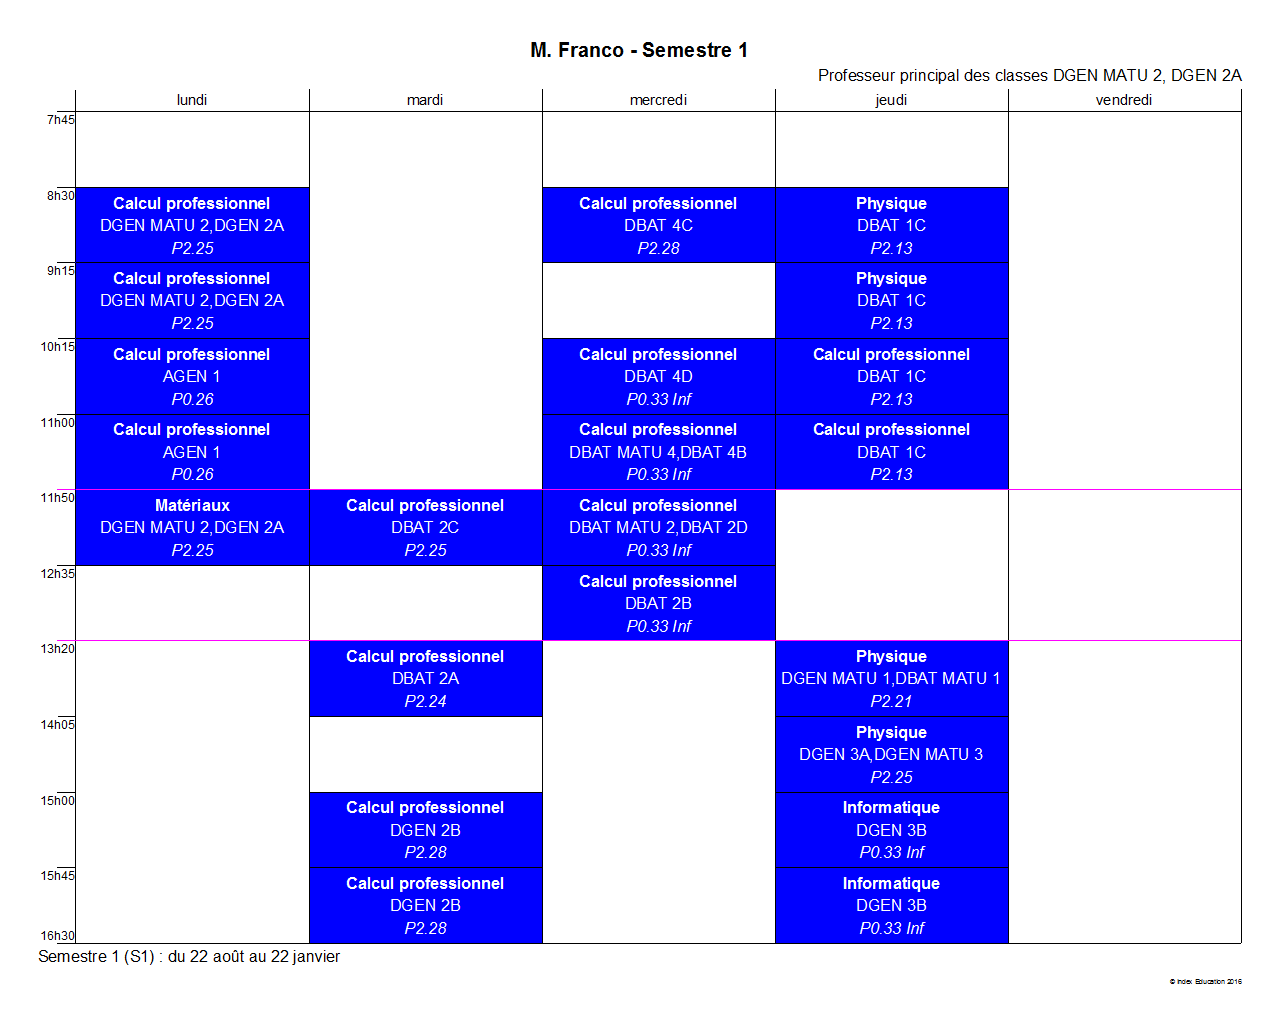 M. Franco - Semestre 1
Professeur principal des classes DGEN MATU 2, DGEN 2A
lundi mardi mercredi jeudi vendredi
7h45
8h30
Calcul professionnel
DGEN MATU 2,DGEN 2A
P2.25
Calcul professionnel
DBAT 4C
P2.28
Physique
DBAT 1C
P2.13
9h15
Calcul professionnel
DGEN MATU 2,DGEN 2A
P2.25
Physique
DBAT 1C
P2.13
10h15
Calcul professionnel
AGEN 1
P0.26
Calcul professionnel
DBAT 4D
P0.33 Inf
Calcul professionnel
DBAT 1C
P2.13
11h00
Calcul professionnel
AGEN 1
P0.26
Calcul professionnel
DBAT MATU 4,DBAT 4B
P0.33 Inf
Calcul professionnel
DBAT 1C
P2.13
11h50
Matériaux
DGEN MATU 2,DGEN 2A
P2.25
Calcul professionnel
DBAT 2C
P2.25
Calcul professionnel
DBAT MATU 2,DBAT 2D
P0.33 Inf
12h35
Calcul professionnel
DBAT 2B
P0.33 Inf
13h20
Calcul professionnel
DBAT 2A
P2.24
Physique
DGEN MATU 1,DBAT MATU 1
P2.21
14h05
Physique
DGEN 3A,DGEN MATU 3
P2.25
15h00
Calcul professionnel
DGEN 2B
P2.28
Informatique
DGEN 3B
P0.33 Inf
15h45
Calcul professionnel
DGEN 2B
P2.28
Informatique
DGEN 3B
P0.33 Inf
16h30
Semestre 1 (S1) : du 22 août au 22 janvier
© Index Education 2016